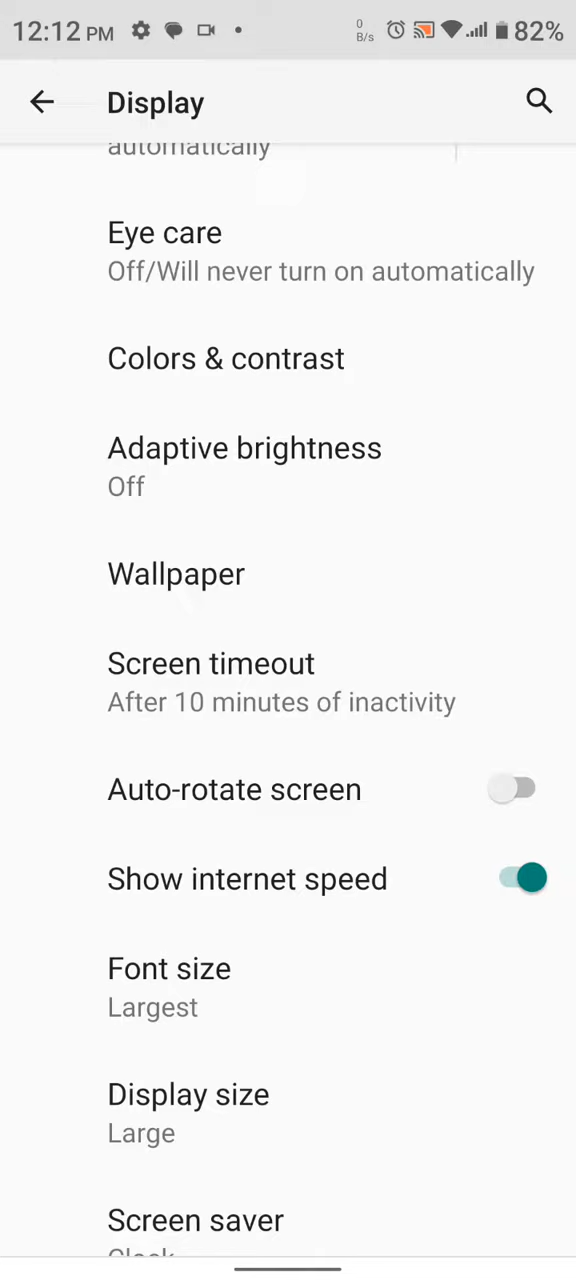 12:12 PM 0 B/s 82%
Display
automatically
Eye care
Off/Will never turn on automatically
Colors & contrast
Adaptive brightness
Off
Wallpaper
Screen timeout
After 10 minutes of inactivity
Auto-rotate screen
Show internet speed
Font size
Largest
Display size
Large
Screen saver
Clock